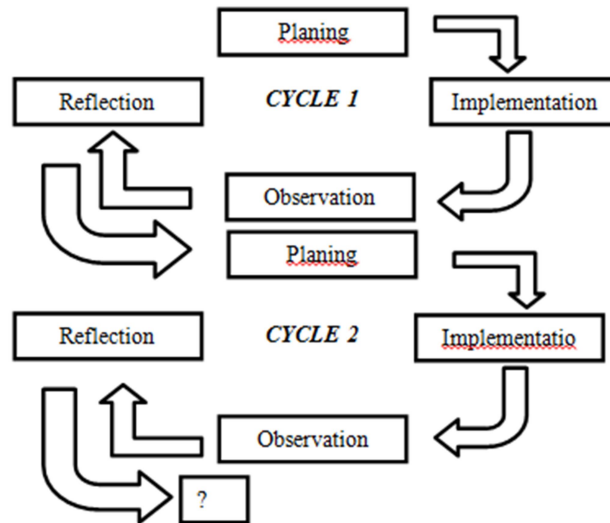 Planing
Reflection
CYCLE 1
Implementation
Observation
Planing
Reflection
CYCLE 2
Implementatio
Observation
?